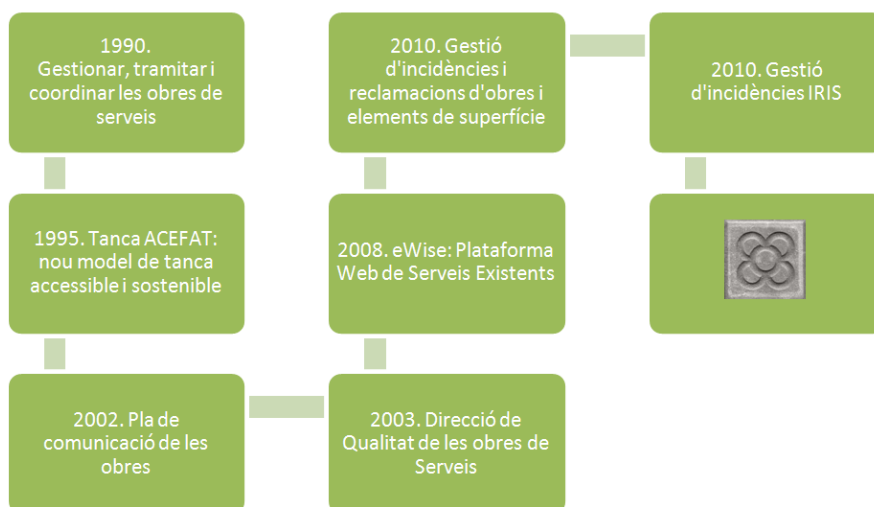 1990.
Gestionar, tramitar i
coordinar les obres de
serveis
1995. Tanca ACEFAT:
nou model de tanca
accessible i sostenible
2002. Pla de
comunicació de les
obres
2003. Direcció de
Qualitat de les obres de
Serveis
2008. eWise: Plataforma
Web de Serveis Existents
2010. Gestió
d'incidències i
reclamacions d'obres i
elements de superfície
2010. Gestió
d'incidències IRIS